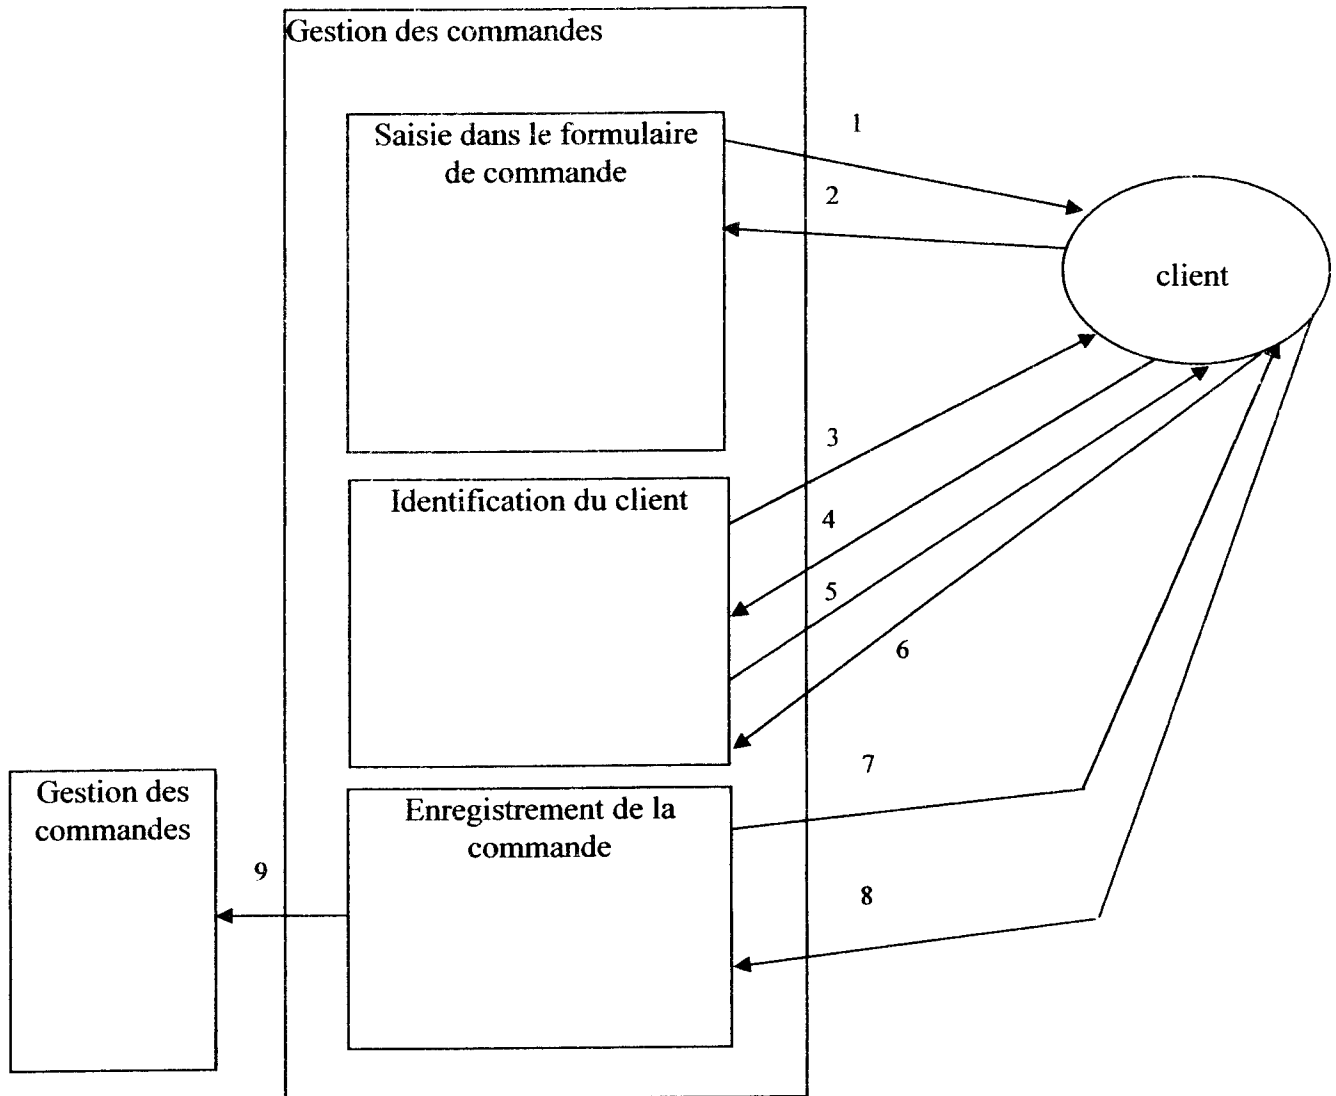 Gestion des commandes
Saisie dans le formulaire
de commande
1
2
client
3
Identification du client
4
5
6
7
Gestion des
commandes
Enregistrement de la
commande
9
8